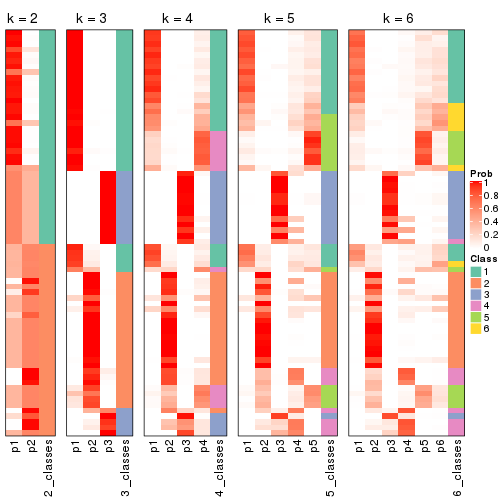 k = 2
k = 3
k = 4
k = 5
k = 6
Prob
1
0.8
0.6
0.4
0.2
0
Class
1
2
3
4
5
6
p1
p2
2_classes
p1
p2
p3
3_classes
p1
p2
p3
p4
4_classes
p1
p2
p3
p4
p5
5_classes
p1
p2
p3
p4
p5
p6
6_classes